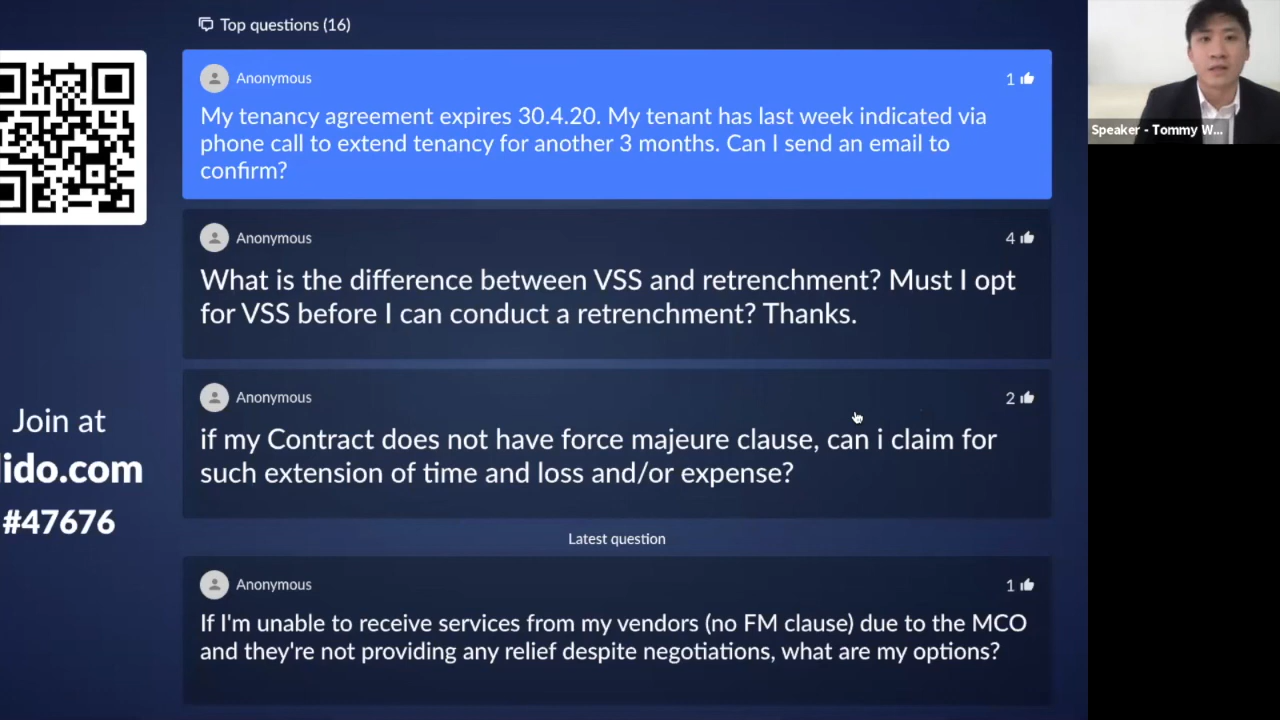 Top questions (16)
Anonymous
1
My tenancy agreement expires 30.4.20. My tenant has last week indicated via
phone call to extend tenancy for another 3 months. Can I send an email to
confirm?
Speaker - Tommy W...
Anonymous
4
What is the difference between VSS and retrenchment? Must I opt
for VSS before I can conduct a retrenchment? Thanks.
Anonymous
2
if my Contract does not have force majeure clause, can i claim for
such extension of time and loss and/or expense?
Join at
lido.com
#47676
Latest question
Anonymous
1
If I'm unable to receive services from my vendors (no FM clause) due to the MCO
and they're not providing any relief despite negotiations, what are my options?